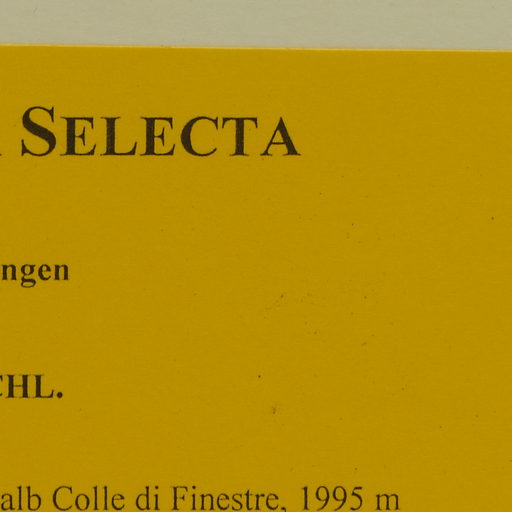 SELECTA
ngen
CHL.
alb Colle di Finestre, 1995 m